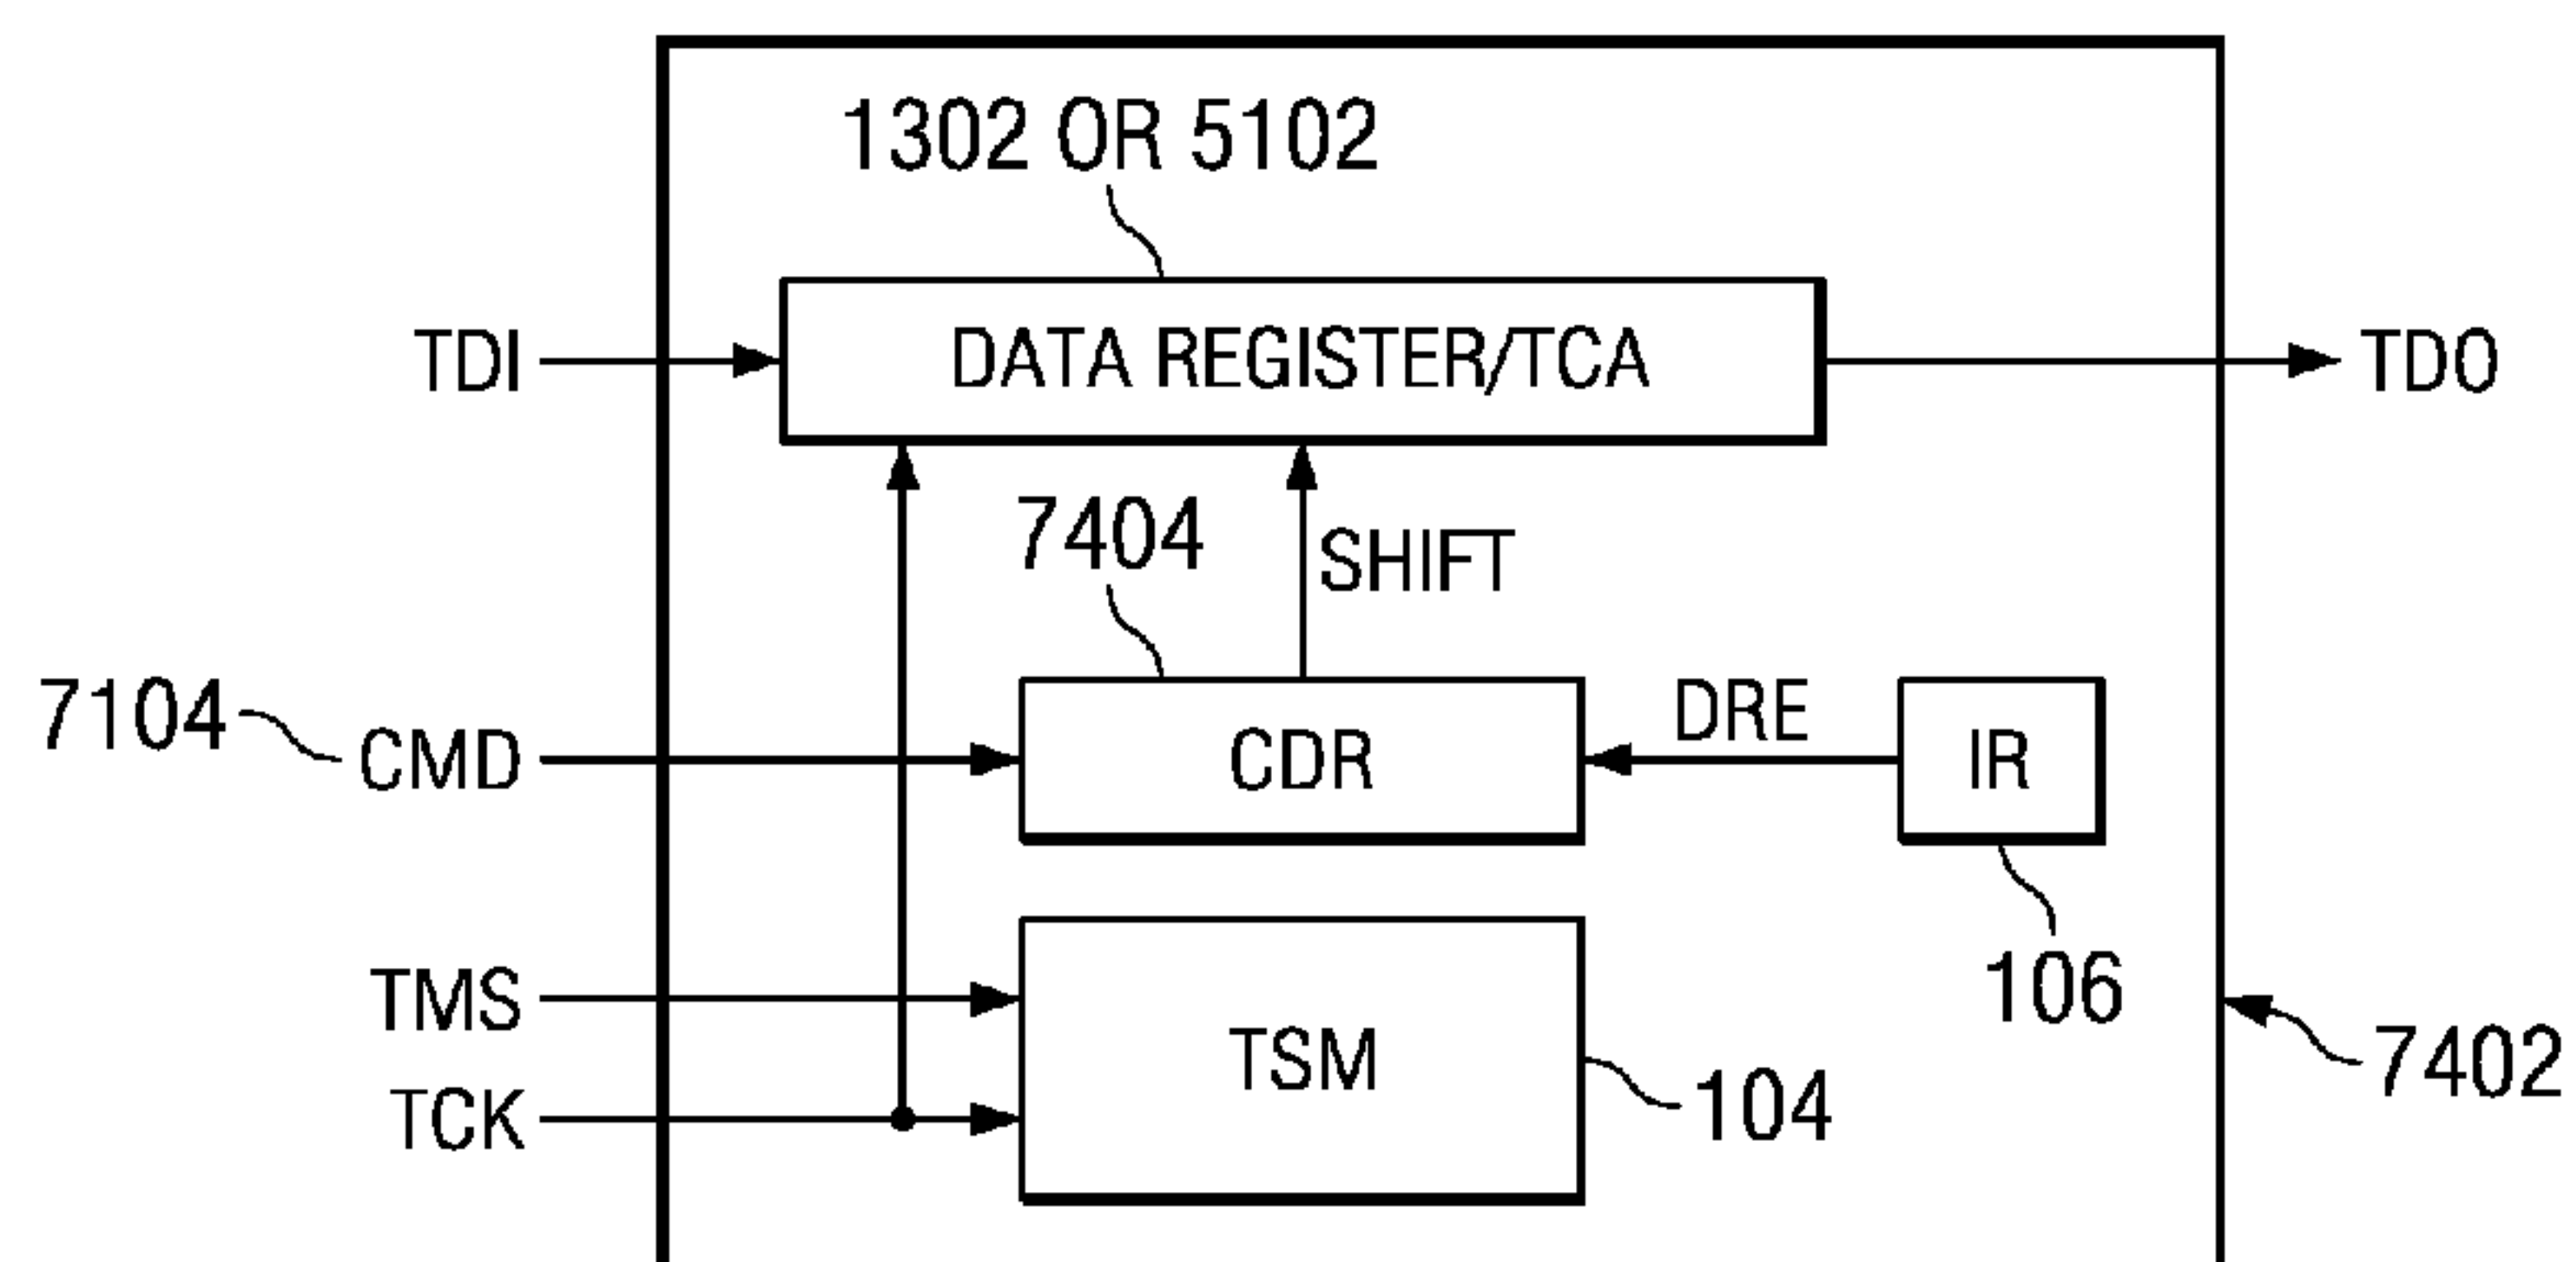 1302 OR 5102
TDI
DATA REGISTER/TCA
TDO
7404
SHIFT
7104
CMD
CDR
DRE
IR
TMS
TSM
106
TCK
104
7402